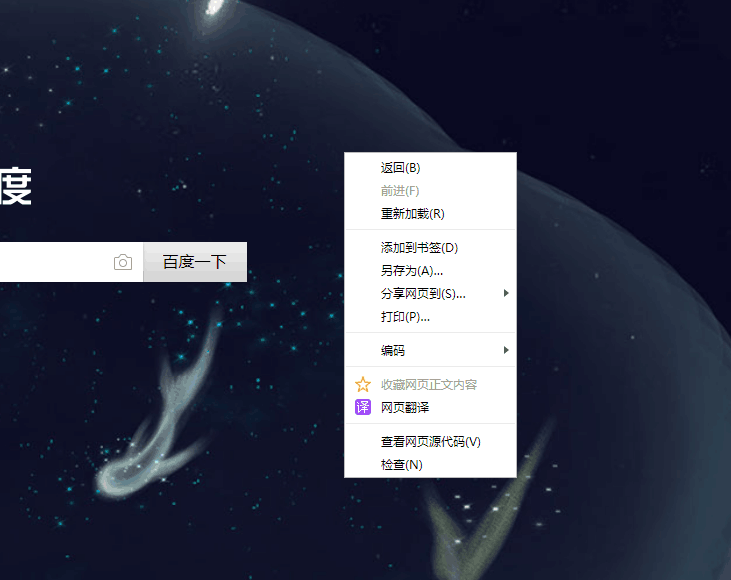 返回(B)
前进(F)
重新加载(R)
度
百度一下
添加到书签(D)
另存为(A)...
分享网页到(S)...
打印(P)...
编码
收藏网页正文内容
译 网页翻译
查看网页源代码(V)
检查(N)